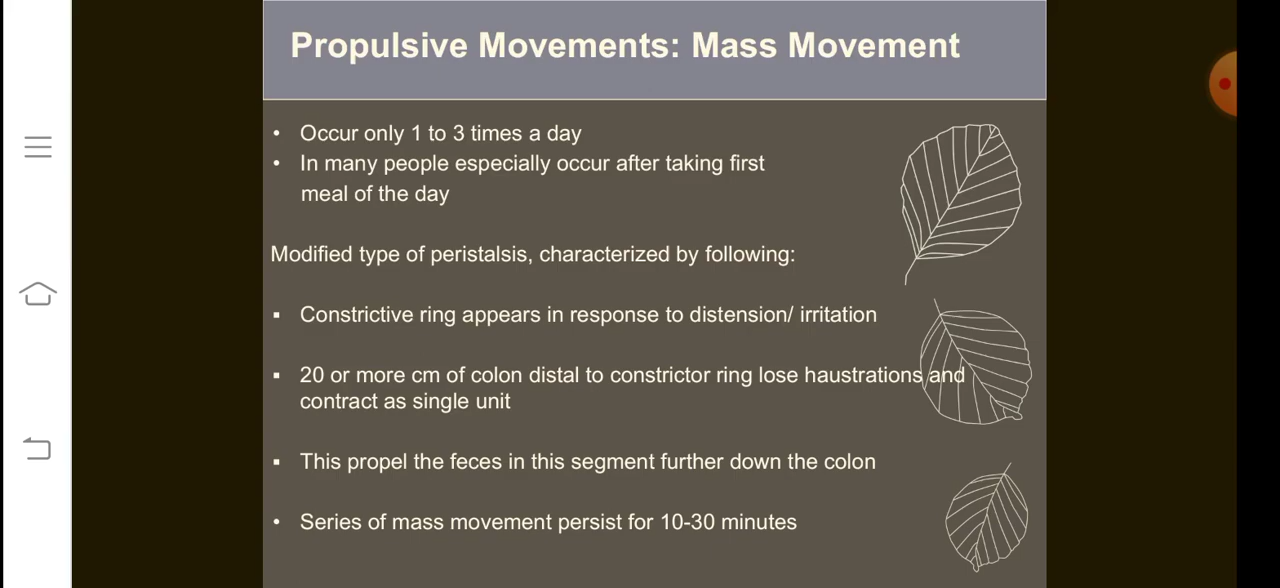 Propulsive Movements: Mass Movement
• Occur only 1 to 3 times a day
• In many people especially occur after taking first
meal of the day
Modified type of peristalsis, characterized by following:
▪ Constrictive ring appears in response to distension/ irritation
▪ 20 or more cm of colon distal to constrictor ring lose haustrations and
contract as single unit
▪ This propel the feces in this segment further down the colon
• Series of mass movement persist for 10-30 minutes